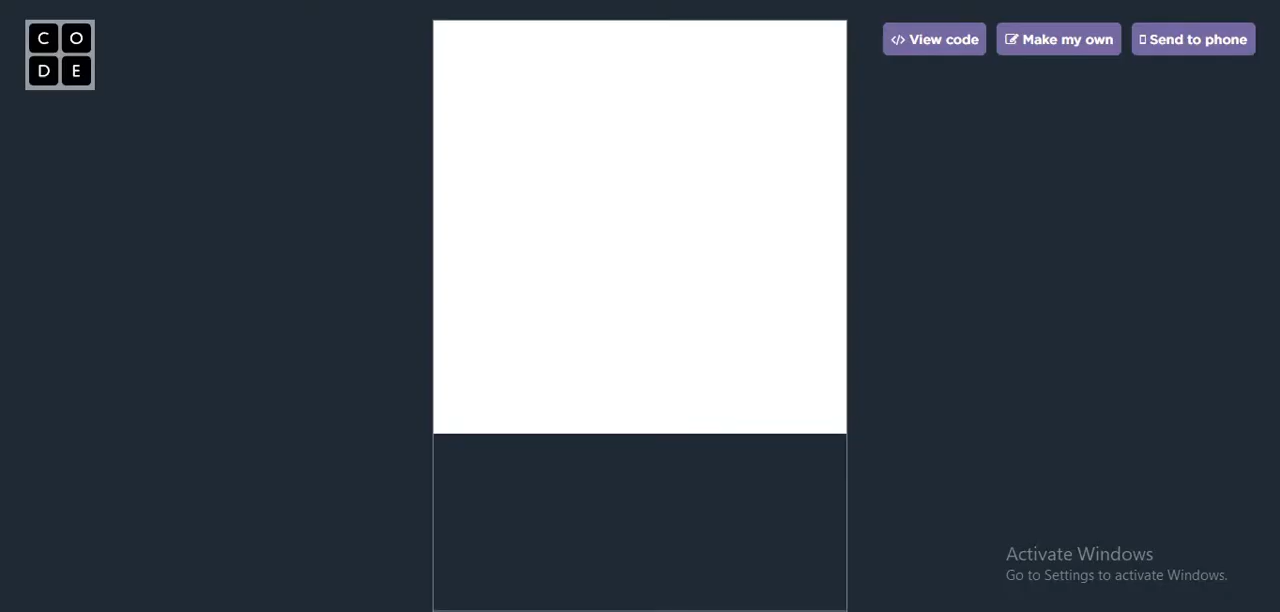 C O
D E
View code
Make my own
Send to phone
Activate Windows
Go to Settings to activate Windows.